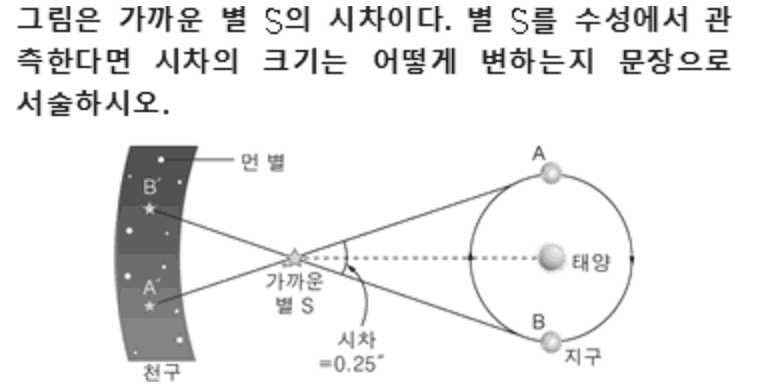 그림은 가까운 별 S의 시차이다. 별 S를 수성에서 관
측한다면 시차의 크기는 어떻게 변하는지 문장으로
서술하시오.
먼 별
B´
A´
천구
가까운
별 S
시차
=0.25″
A
태양
B
지구